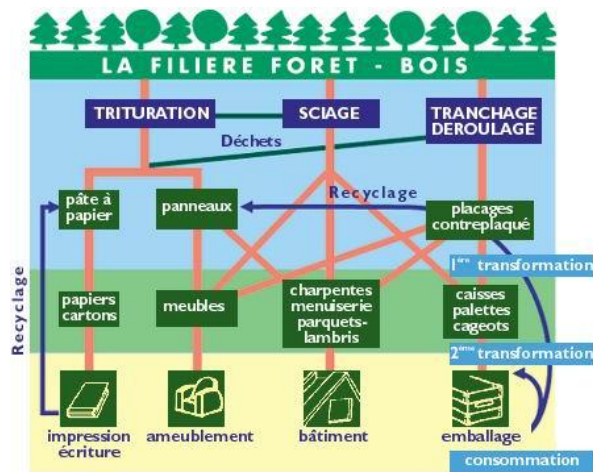 LA FILIERE FORET - BOIS
TRITURATION
SCIAGE
TRANCHAGE
DEROULAGE
Déchets
Recyclage
pâte à
papier
panneaux
placages
contreplaqué
1ère transformation
Recyclage
papiers
cartons
meubles
charpentes
menuiserie
parquets-
lambris
caisses
palettes
cageots
2ème transformation
impression
écriture
ameublement
bâtiment
emballage
consommation